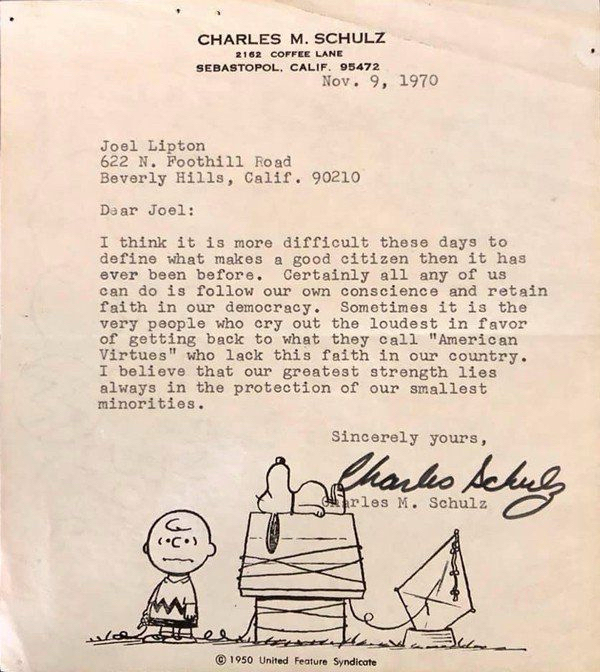 CHARLES M. SCHULZ
2162 COFFEE LANE
SEBASTOPOL, CALIF. 95472
Nov. 9, 1970
Joel Lipton
622 N. Foothill Road
Beverly Hills, Calif. 90210
Dear Joel:
I think it is more difficult these days to
define what makes a good citizen then it has
ever been before. Certainly all any of us
can do is follow our own conscience and retain
faith in our democracy. Sometimes it is the
very people who cry out the loudest in favor
of getting back to what they call "American
Virtues" who lack this faith in our country.
I believe that our greatest strength lies
always in the protection of our smallest
minorities.
Sincerely yours,
Charles Schulz
Charles M. Schulz
© 1950 United Feature Syndicate